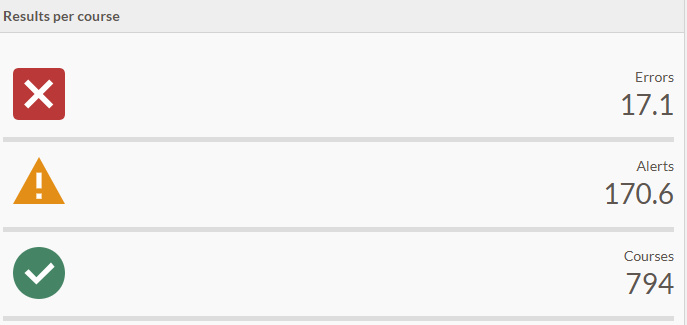 Results per course
Errors
17.1
Alerts
170.6
Courses
794